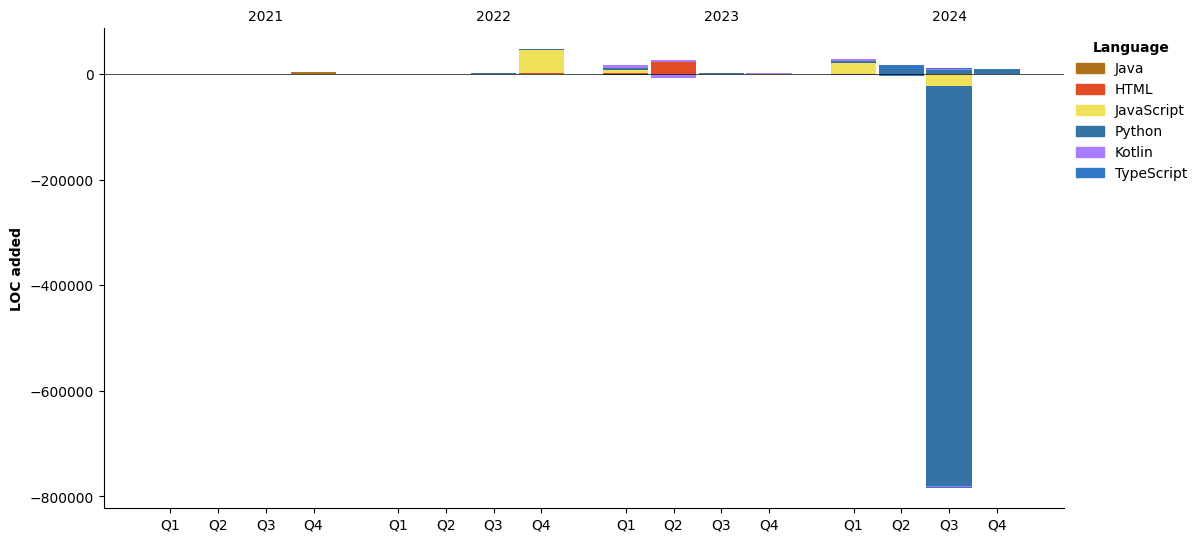 2021 2022 2023 2024
Language
Java
HTML
JavaScript
Python
Kotlin
TypeScript
LOC added
0
−200000
−400000
−600000
−800000
Q1 Q2 Q3 Q4 Q1 Q2 Q3 Q4 Q1 Q2 Q3 Q4 Q1 Q2 Q3 Q4